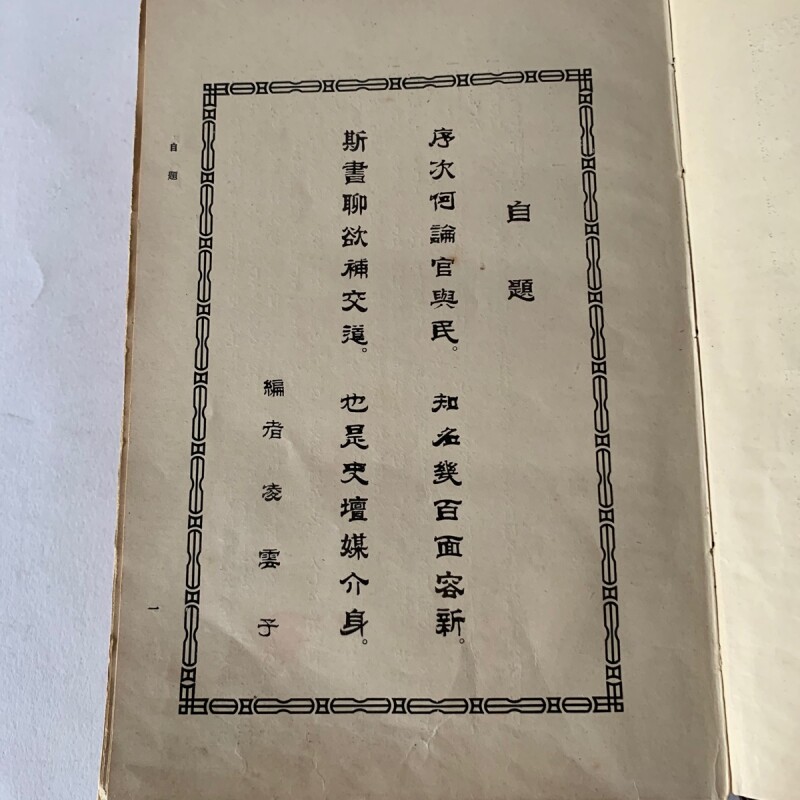 自題
序次何論官與民。 知名幾百面容新。
斯書聊欲補交遊。 也是史壇媒介身。
編者 凌雲子
自題
一